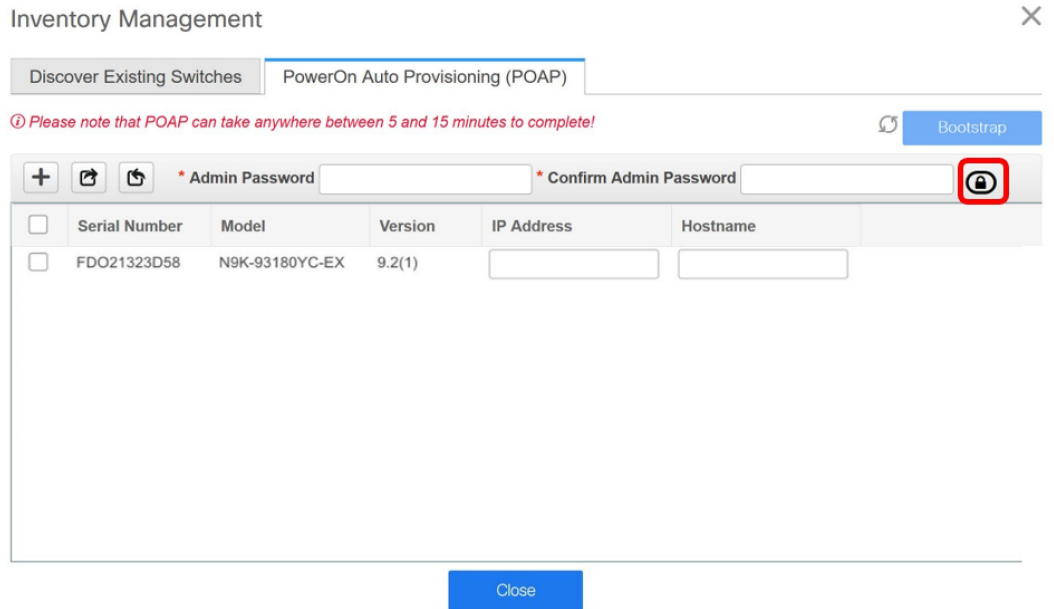 Inventory Management
Discover Existing Switches PowerOn Auto Provisioning (POAP)
Please note that POAP can take anywhere between 5 and 15 minutes to complete!
Bootstrap
* Admin Password * Confirm Admin Password
Serial Number Model Version IP Address Hostname
FDO21323D58 N9K-93180YC-EX 9.2(1)
Close